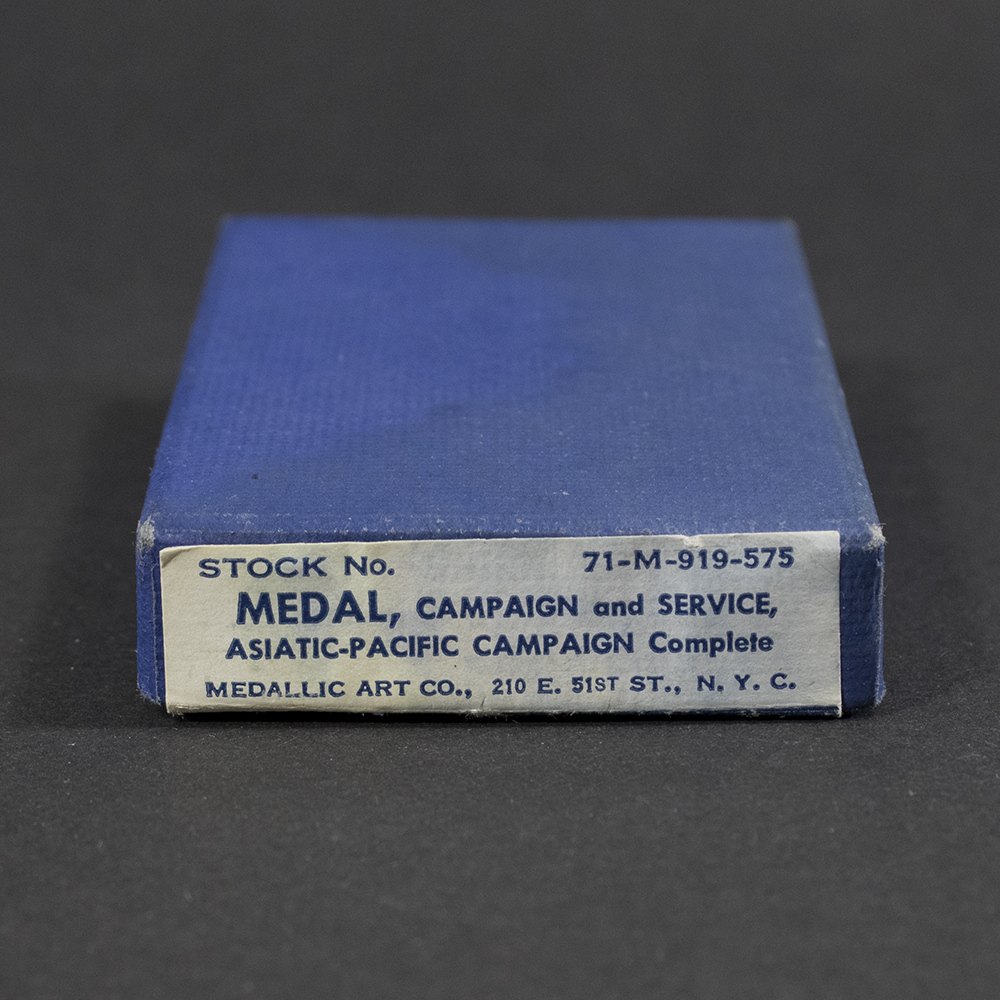 STOCK No. 71-M-919-575
MEDAL, CAMPAIGN and SERVICE,
ASIATIC-PACIFIC CAMPAIGN Complete
MEDALLIC ART CO., 210 E. 51ST ST., N. Y. C.